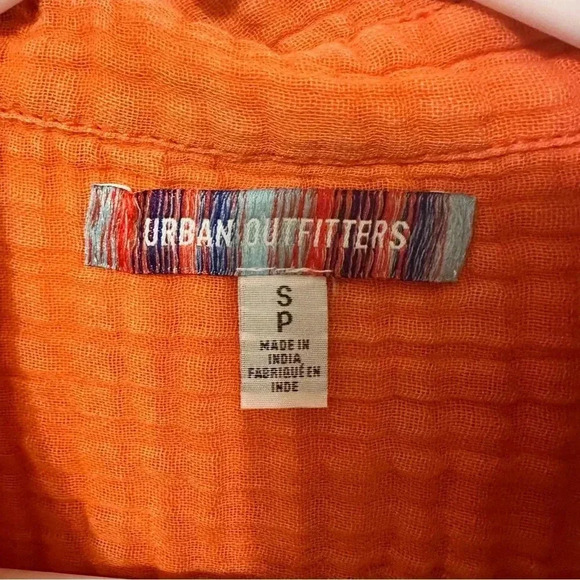 URBAN OUTFITTERS
S
P
MADE IN
INDIA
FABRIQUÉ EN
INDE